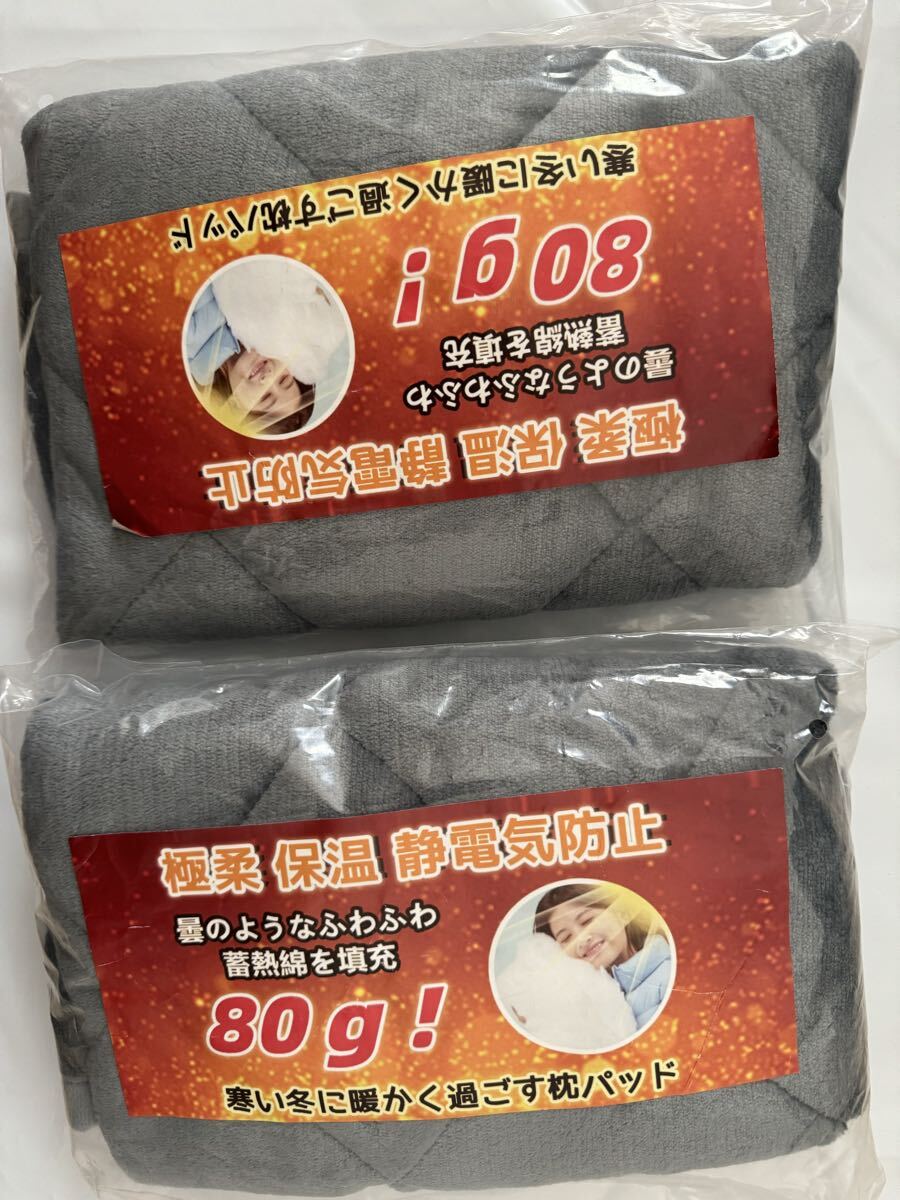 極柔 保温 静電気防止
曇のようなふわふわ
蓄熱綿を填充
80g!
寒い冬に暖かく過ごす枕パッド
極柔 保温 静電気防止
曇のようなふわふわ
蓄熱綿を填充
80g!
寒い冬に暖かく過ごす枕パッド